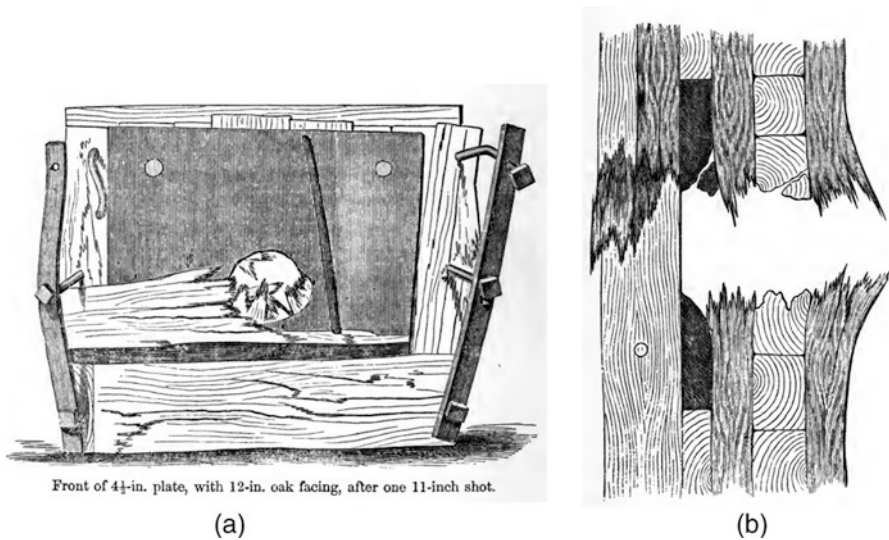 Front of 4½-in. plate, with 12-in. oak facing, after one 11-inch shot.
(a)
(b)